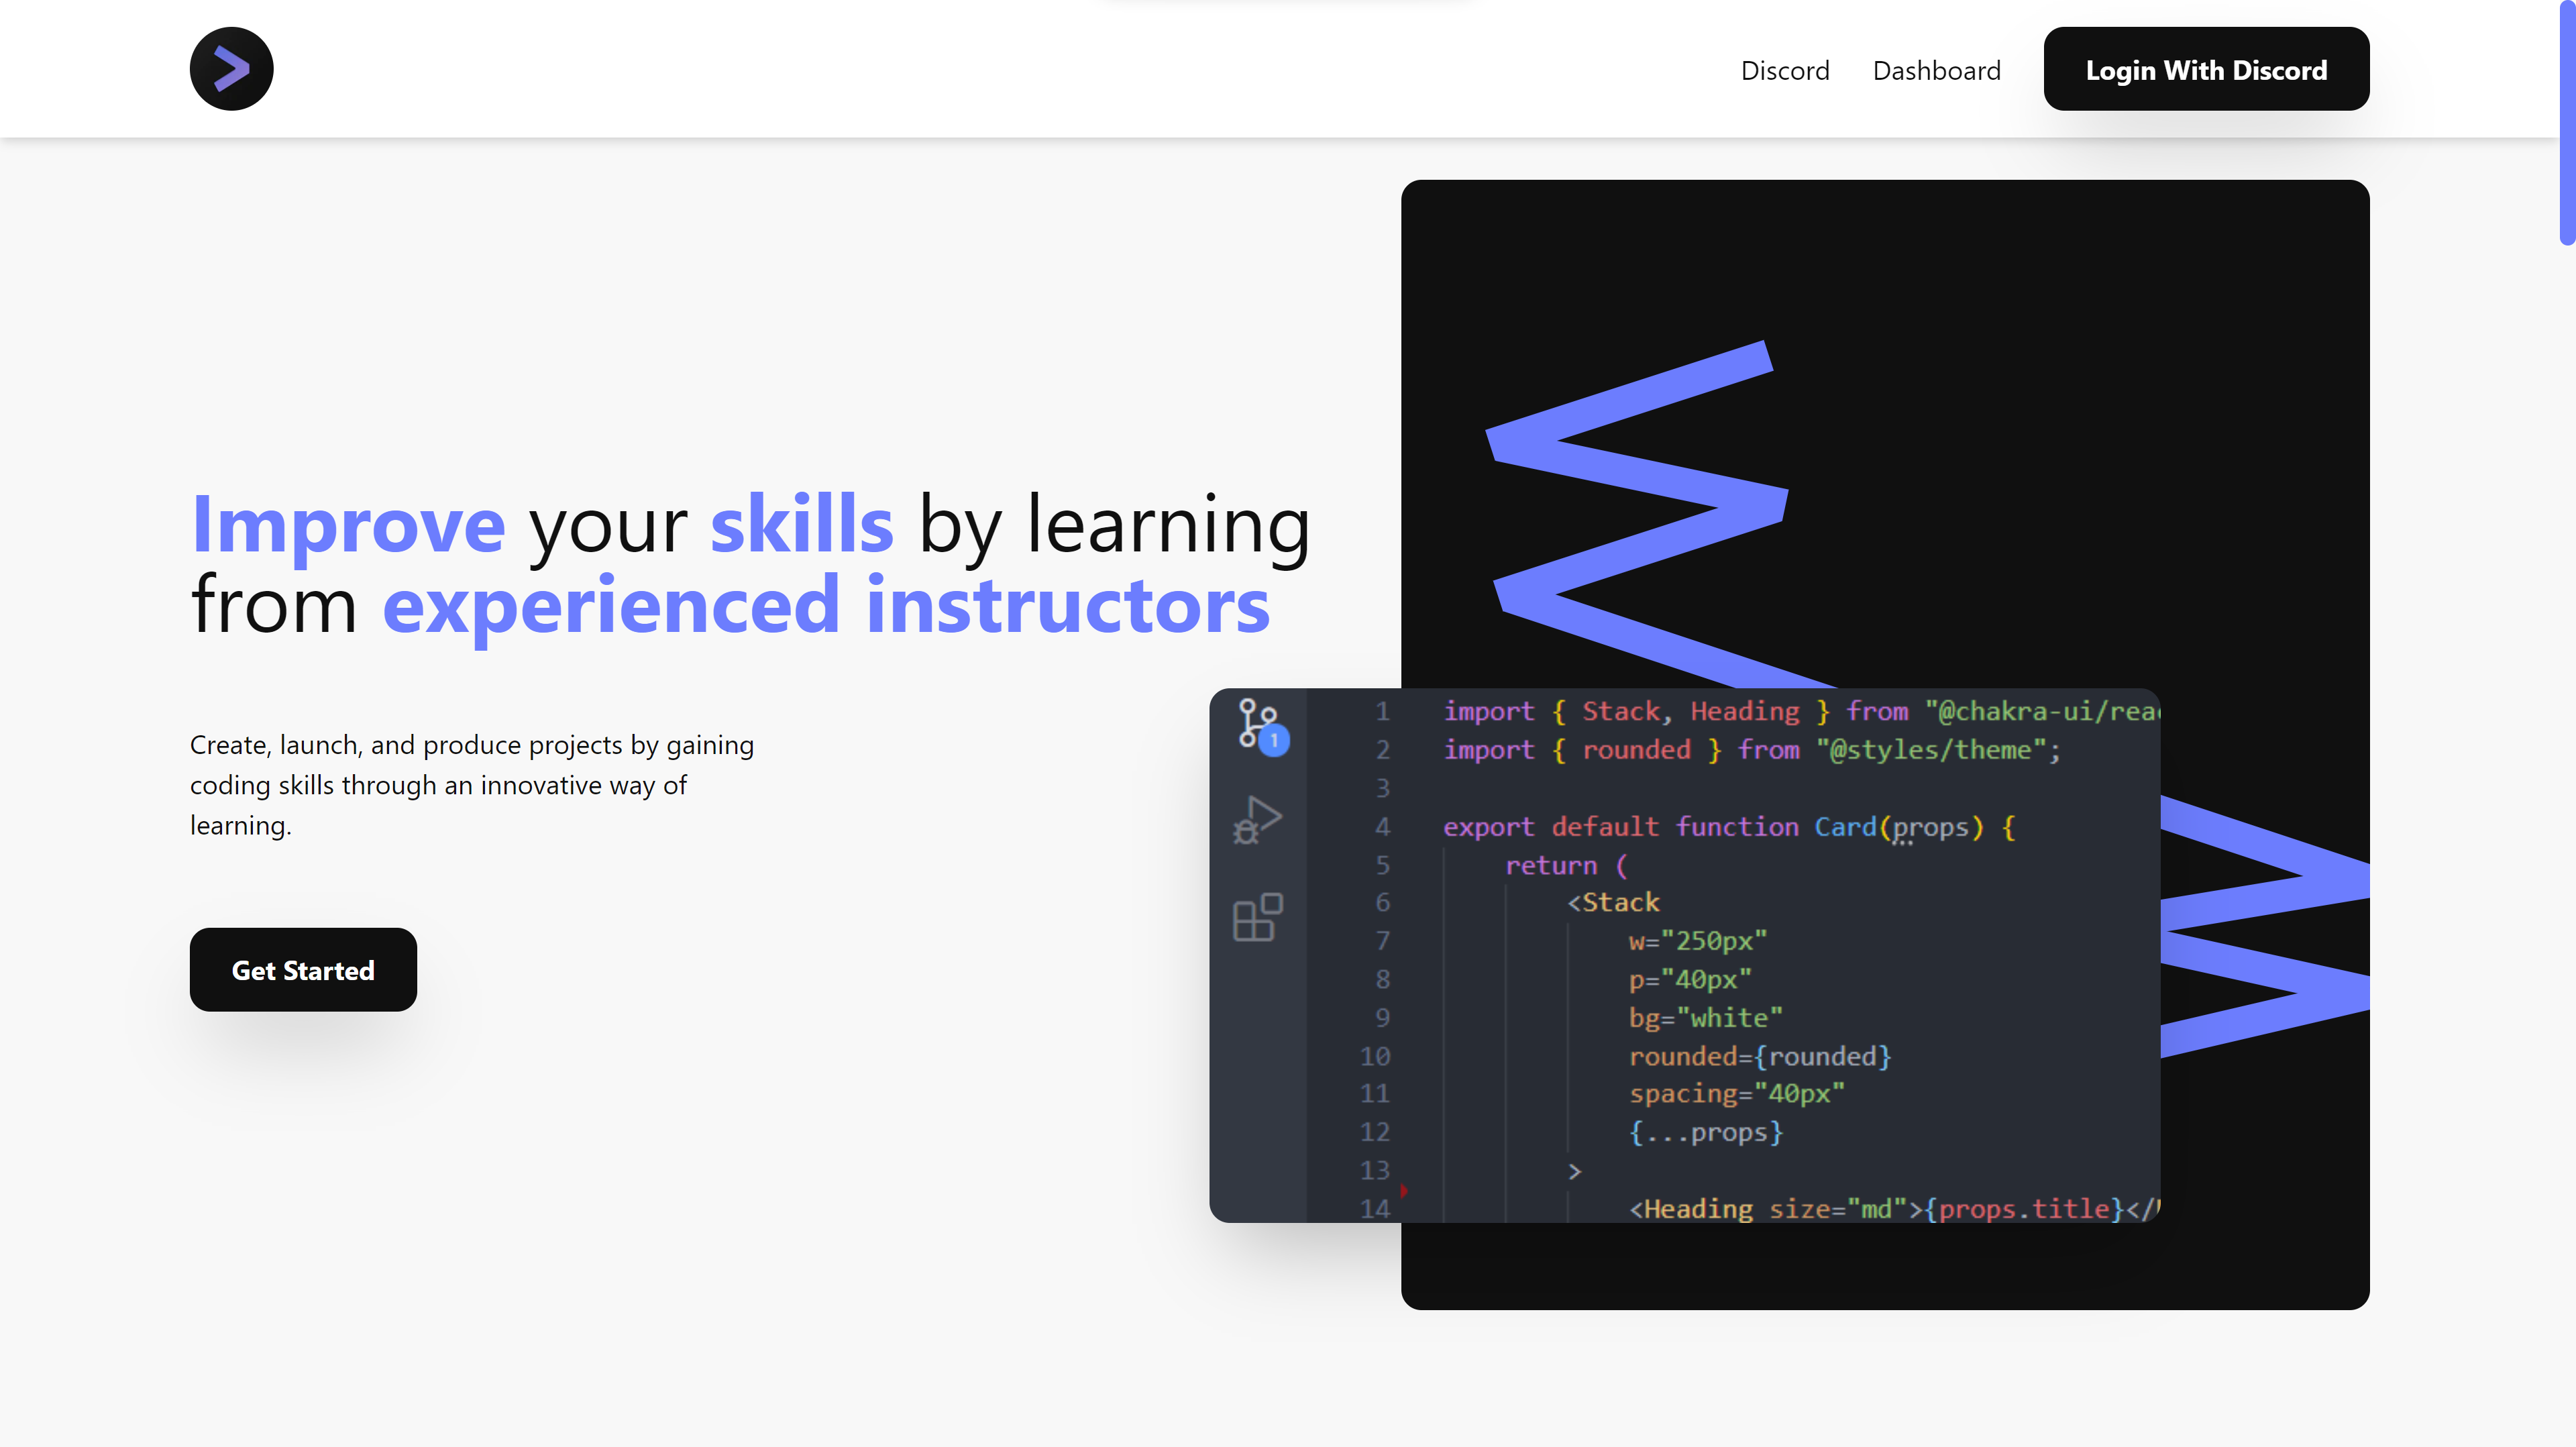 Discord Dashboard Login With Discord
Improve your skills by learning
from experienced instructors
Create, launch, and produce projects by gaining
coding skills through an innovative way of
learning.
Get Started
1
1 import { Stack, Heading } from "@chakra-ui/rea
2 import { rounded } from "@styles/theme";
3
4 export default function Card(props) {
5 return (
6 <Stack
7 w="250px"
8 p="40px"
9 bg="white"
10 rounded={rounded}
11 spacing="40px"
12 {...props}
13 >
14 <Heading size="md">{props.title}</